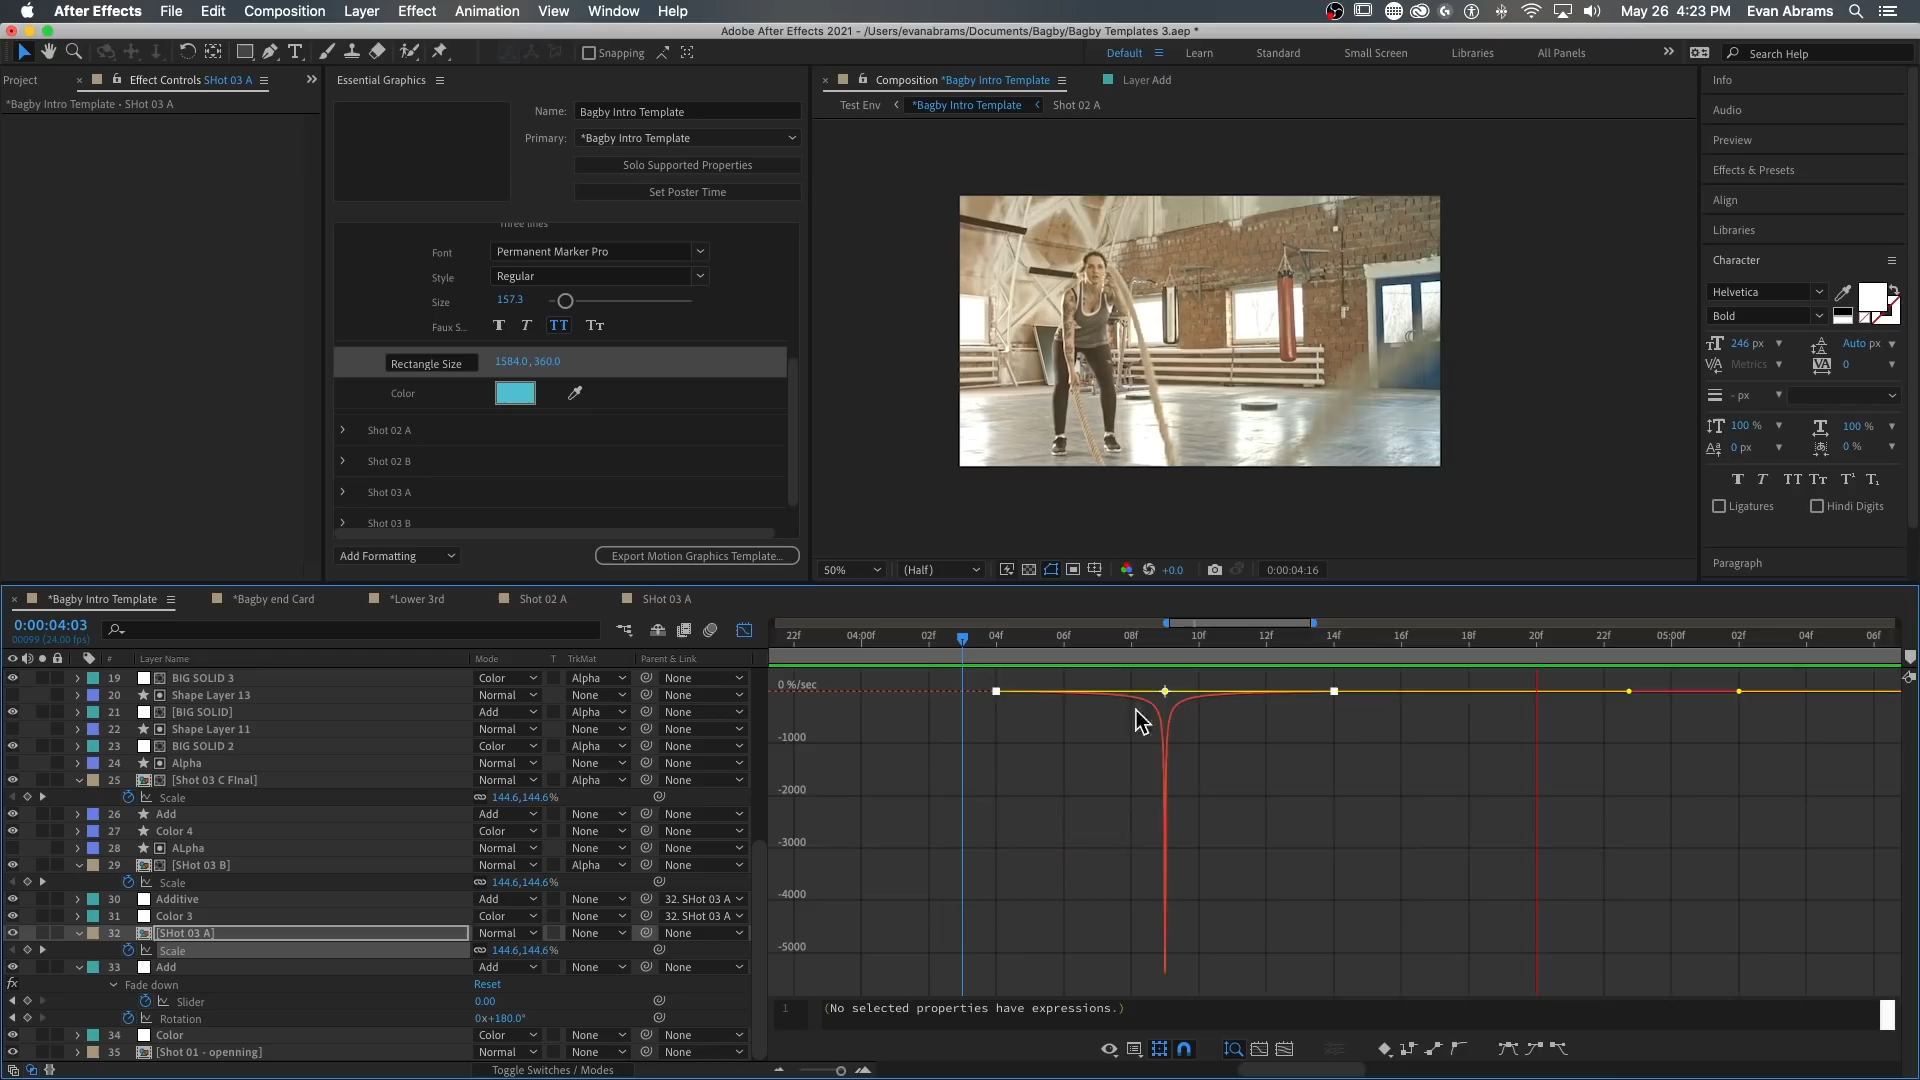 After Effects File Edit Composition Layer Effect Animation View Window Help May 26 4:23 PM Evan Abrams
Adobe After Effects 2021 - /Users/evanabrams/Documents/Bagby/Bagby Templates 3.aep *
Snapping Default Learn Standard Small Screen Libraries All Panels Search Help
Project Effect Controls SHot 03 A
*Bagby Intro Template • SHot 03 A
Essential Graphics
Name: Bagby Intro Template
Primary: *Bagby Intro Template
Solo Supported Properties
Set Poster Time
Three lines
Font Permanent Marker Pro
Style Regular
Size 157.3
Faux S... T T TT Tт
Rectangle Size 1584.0, 360.0
Color
Shot 02 A
Shot 02 B
Shot 03 A
Shot 03 B
Add Formatting Export Motion Graphics Template...
Composition *Bagby Intro Template Layer Add
Test Env *Bagby Intro Template Shot 02 A
50% (Half) +0.0 0:00:04:16
Info
Audio
Preview
Effects & Presets
Align
Libraries
Character
Helvetica
Bold
246 px Auto px
Metrics 0
- px
100 % 100 %
0 px 0 %
T T TT Tт T¹ T₁
Ligatures Hindi Digits
Paragraph
*Bagby Intro Template *Bagby end Card *Lower 3rd Shot 02 A SHot 03 A
0:00:04:03
00099 (24.00 fps)
22f 04:00f 02f 04f 06f 08f 10f 12f 14f 16f 18f 20f 22f 05:00f 02f 04f 06f
# Layer Name Mode T TrkMat Parent & Link
19 BIG SOLID 3 Color Alpha None
20 Shape Layer 13 Normal None None
21 [BIG SOLID] Add Alpha None
22 Shape Layer 11 Normal None None
23 BIG SOLID 2 Color Alpha None
24 Alpha Normal None None
25 [Shot 03 C FInal] Normal Alpha None
Scale 144.6,144.6%
26 Add Add None None
27 Color 4 Color None None
28 ALpha Normal None None
29 [SHot 03 B] Normal Alpha None
Scale 144.6,144.6%
30 Additive Add None 32. SHot 03 A
31 Color 3 Color None 32. SHot 03 A
32 [SHot 03 A] Normal None None
Scale 144.6,144.6%
33 Add Add None None
fx Fade down Reset
Slider 0.00
Rotation 0x+180.0°
34 Color Color None None
35 [Shot 01 - openning] Normal None None
Toggle Switches / Modes
0 %/sec
-1000
-2000
-3000
-4000
-5000
1 (No selected properties have expressions.)